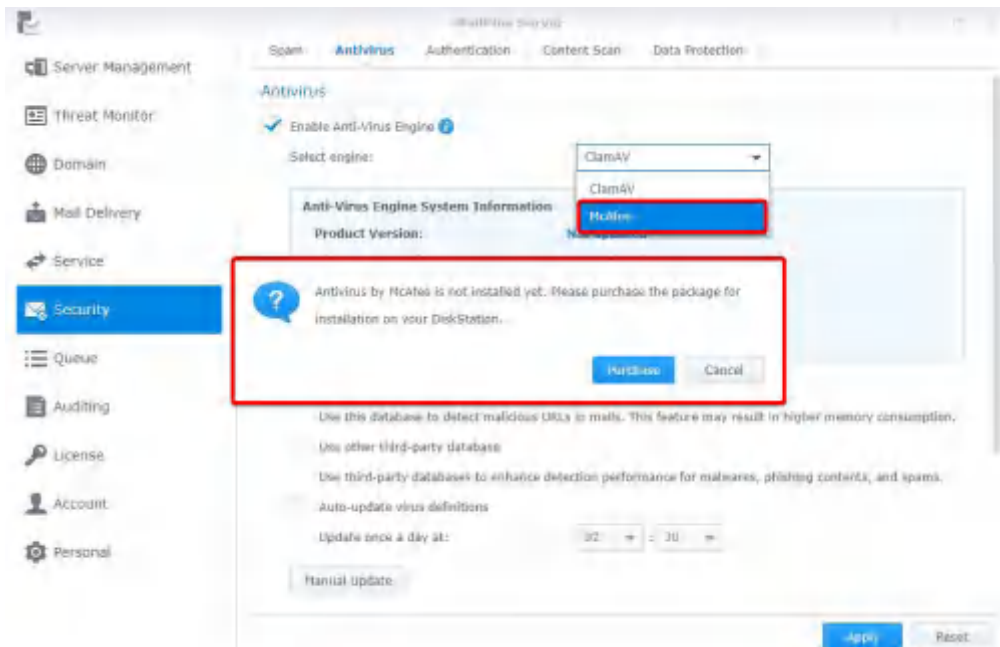 MailPlus Server
Server Management
Threat Monitor
Domain
Mail Delivery
Service
Security
Queue
Auditing
License
Account
Personal
Spam Antivirus Authentication Content Scan Data Protection
Antivirus
Enable Anti-Virus Engine
Select engine: ClamAV
ClamAV
McAfee
Anti-Virus Engine System Information
Product Version:
Antivirus by McAfee is not installed yet. Please purchase the package for
installation on your DiskStation.
Purchase Cancel
Use this database to detect malicious URLs in mails. This feature may result in higher memory consumption.
Use other third-party database
Use third-party databases to enhance detection performance for malwares, phishing contents, and spams.
Auto-update virus definitions
Update once a day at: 02 : 30
Manual update
Apply Reset